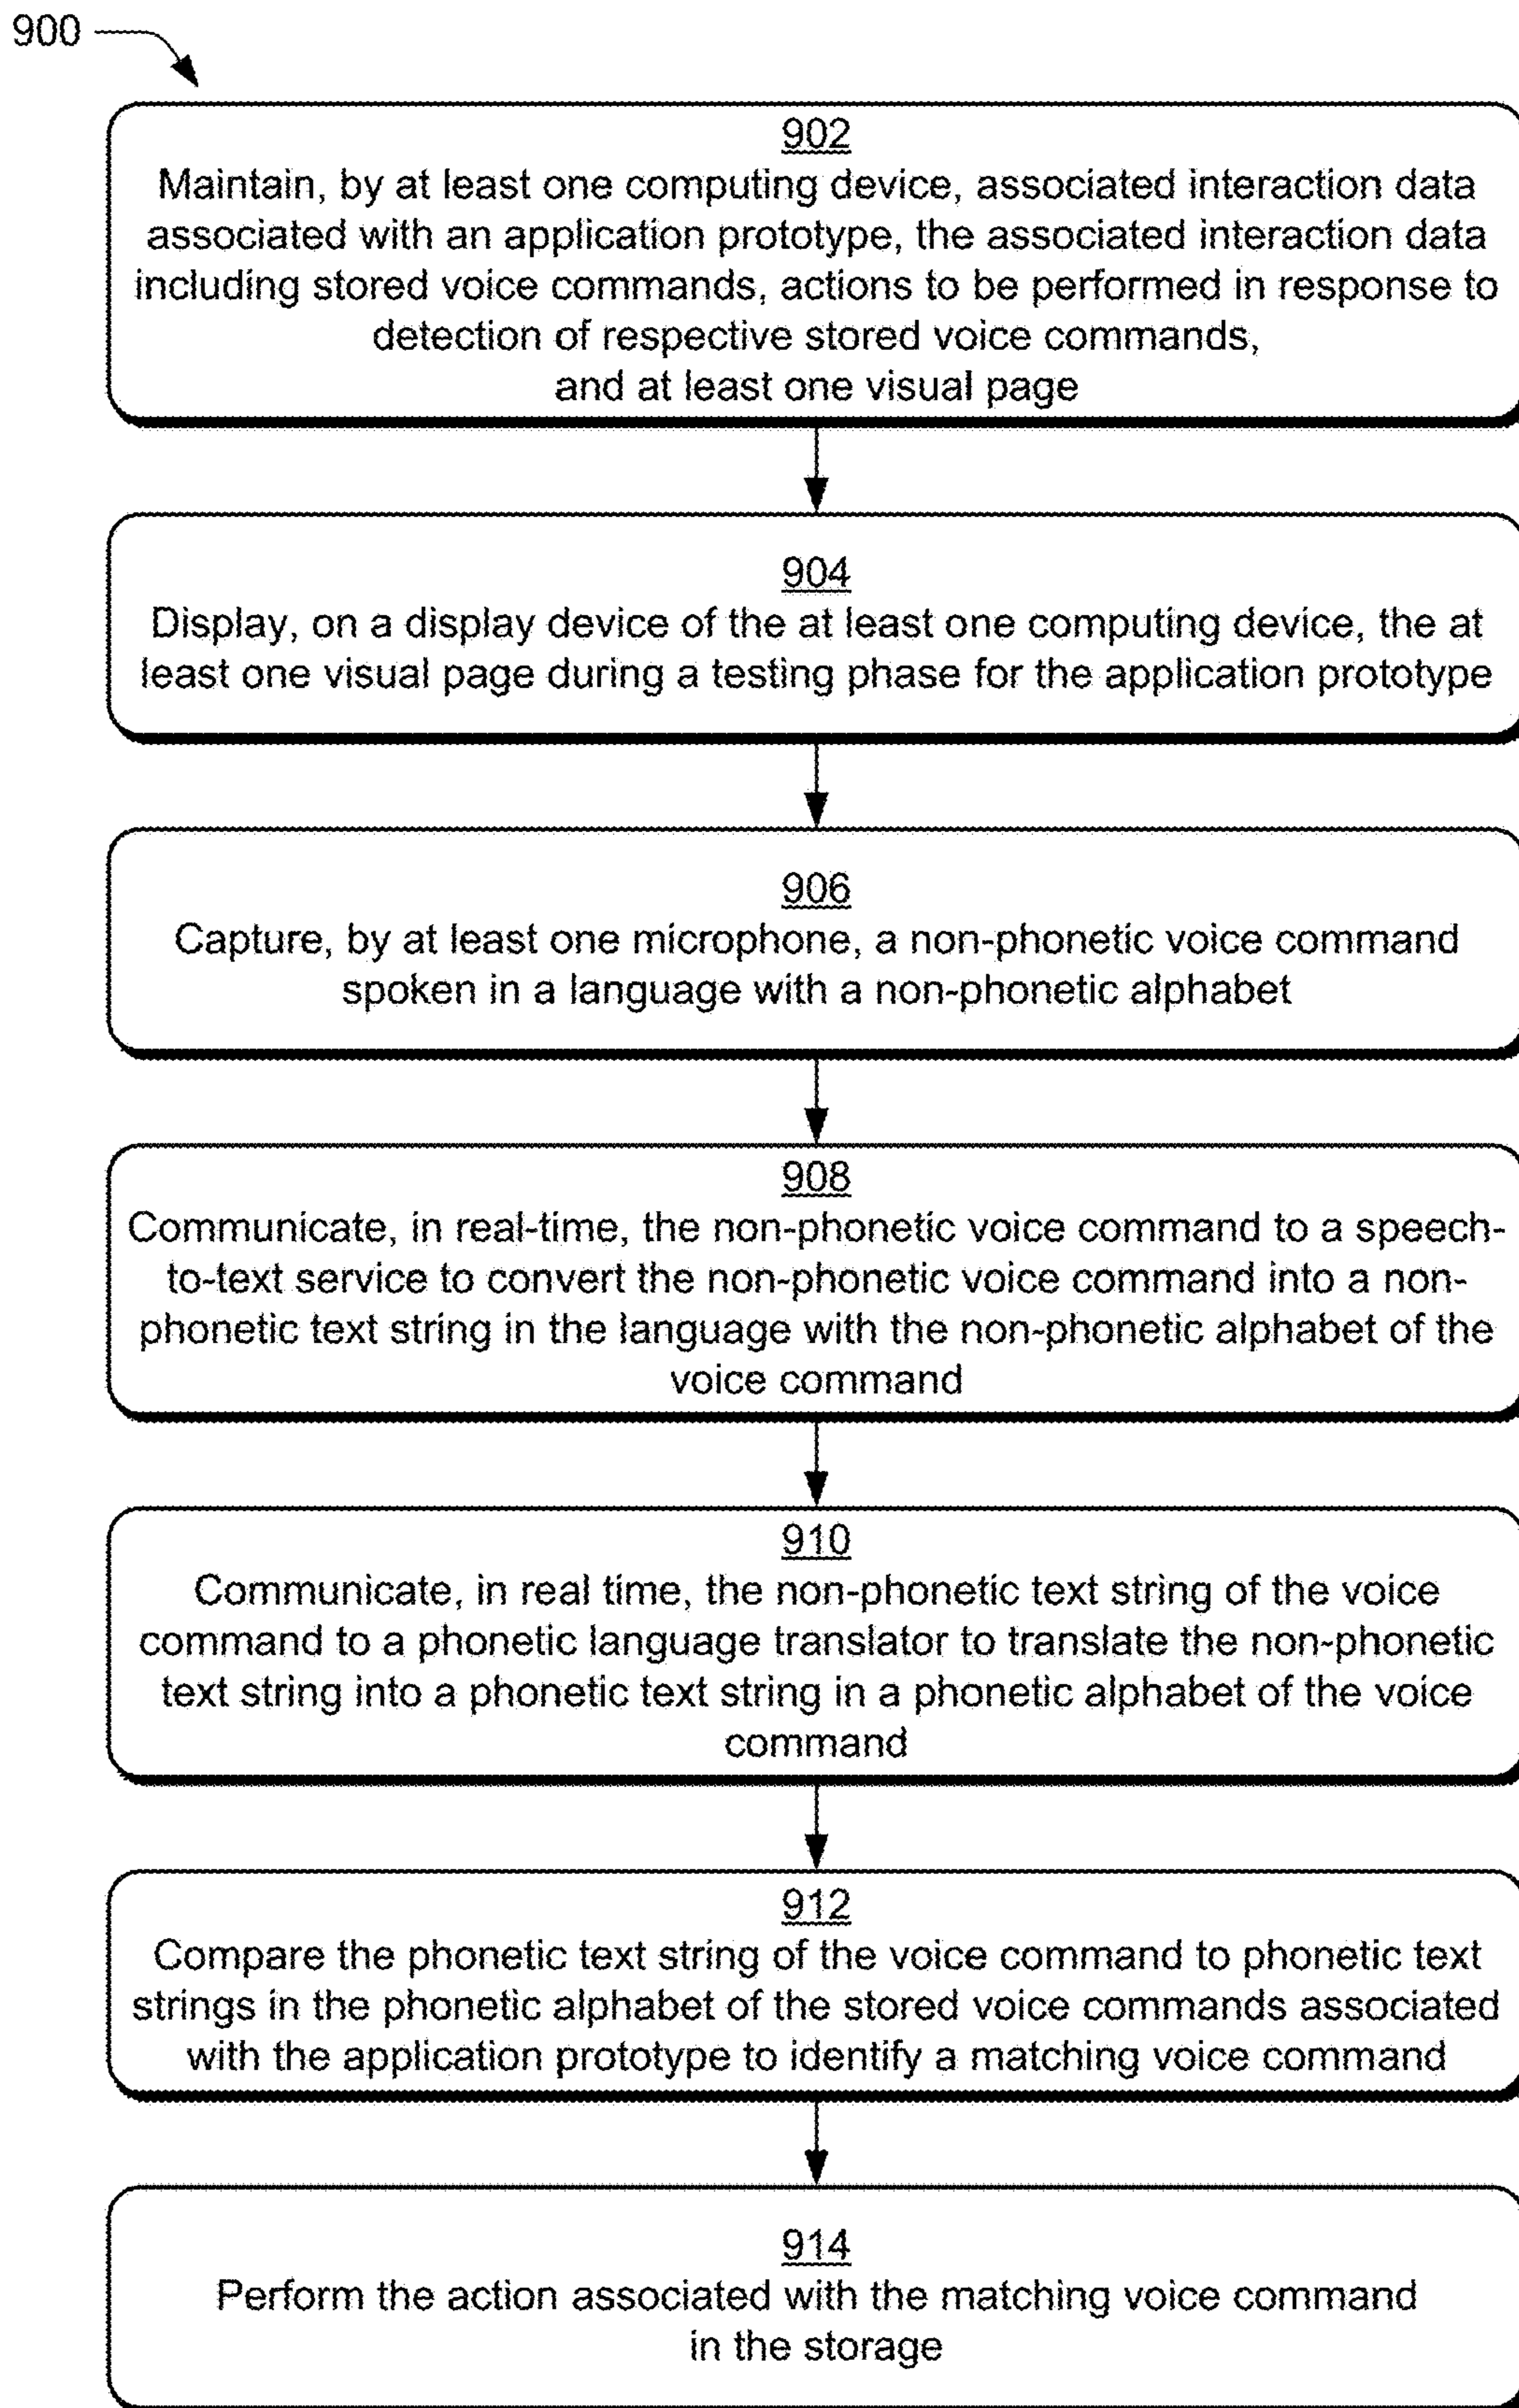 900
902
Maintain, by at least one computing device, associated interaction data
associated with an application prototype, the associated interaction data
including stored voice commands, actions to be performed in response to
detection of respective stored voice commands,
and at least one visual page
904
Display, on a display device of the at least one computing device, the at
least one visual page during a testing phase for the application prototype
906
Capture, by at least one microphone, a non-phonetic voice command
spoken in a language with a non-phonetic alphabet
908
Communicate, in real-time, the non-phonetic voice command to a speech-
to-text service to convert the non-phonetic voice command into a non-
phonetic text string in the language with the non-phonetic alphabet of the
voice command
910
Communicate, in real time, the non-phonetic text string of the voice
command to a phonetic language translator to translate the non-phonetic
text string into a phonetic text string in a phonetic alphabet of the voice
command
912
Compare the phonetic text string of the voice command to phonetic text
strings in the phonetic alphabet of the stored voice commands associated
with the application prototype to identify a matching voice command
914
Perform the action associated with the matching voice command
in the storage